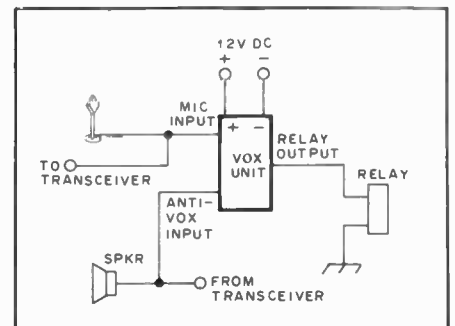 12V DC
+ −
MIC
INPUT
+ −
VOX
UNIT
RELAY
OUTPUT
RELAY
TO
TRANSCEIVER
ANTI-
VOX
INPUT
SPKR
FROM
TRANSCEIVER